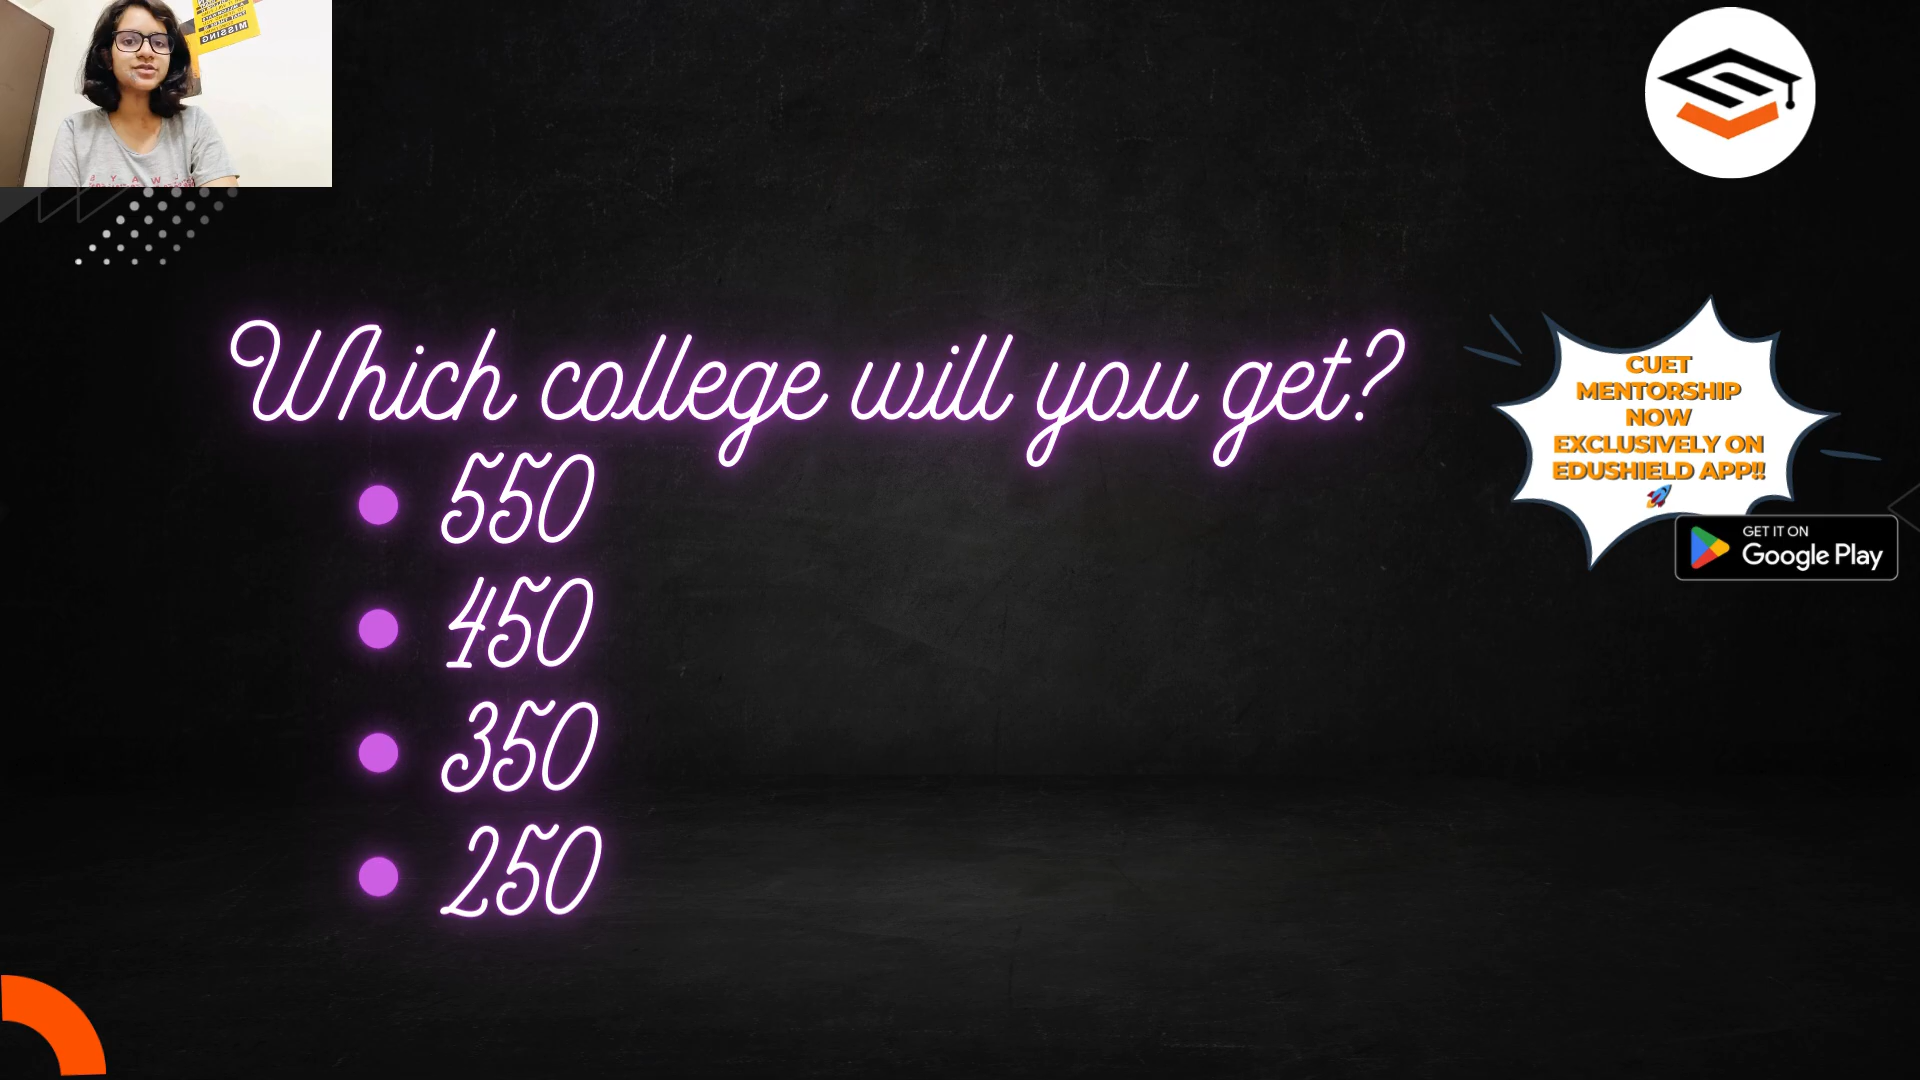 MISSING
Which college will you get?
550
450
350
250
CUET
MENTORSHIP
NOW
EXCLUSIVELY ON
EDUSHIELD APP!!
GET IT ON
Google Play